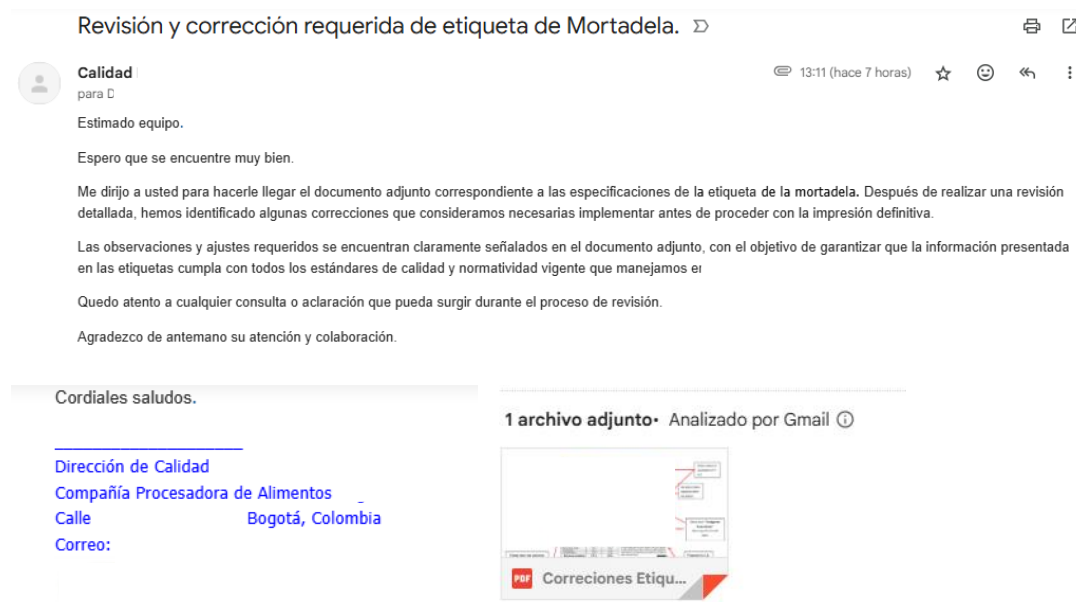 Revisión y corrección requerida de etiqueta de Mortadela.
Calidad
13:11 (hace 7 horas)
para D
Estimado equipo.
Espero que se encuentre muy bien.
Me dirijo a usted para hacerle llegar el documento adjunto correspondiente a las especificaciones de la etiqueta de la mortadela. Después de realizar una revisión
detallada, hemos identificado algunas correcciones que consideramos necesarias implementar antes de proceder con la impresión definitiva.
Las observaciones y ajustes requeridos se encuentran claramente señalados en el documento adjunto, con el objetivo de garantizar que la información presentada
en las etiquetas cumpla con todos los estándares de calidad y normatividad vigente que manejamos
Quedo atento a cualquier consulta o aclaración que pueda surgir durante el proceso de revisión.
Agradezco de antemano su atención y colaboración.
Cordiales saludos.
Dirección de Calidad
Compañía Procesadora de Alimentos
Calle Bogotá, Colombia
Correo:
1 archivo adjunto• Analizado por Gmail
PDF Correciones Etiqu...